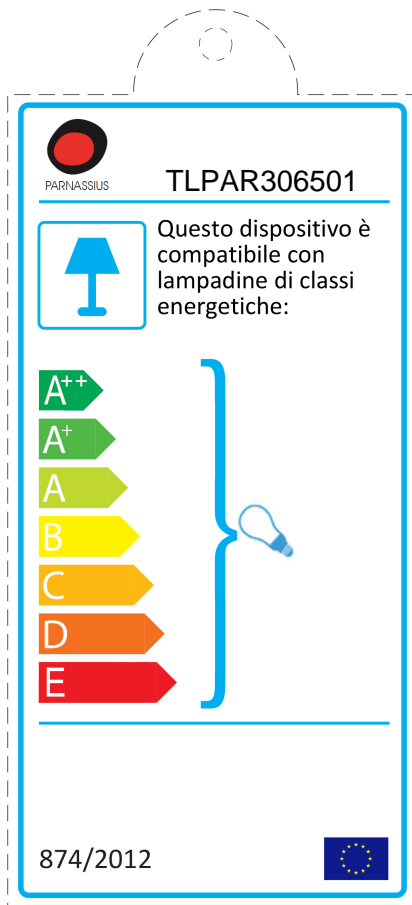 PARNASSIUS
TLPAR306501
Questo dispositivo è
compatibile con
lampadine di classi
energetiche:
A++
A+
A
B
C
D
E
874/2012